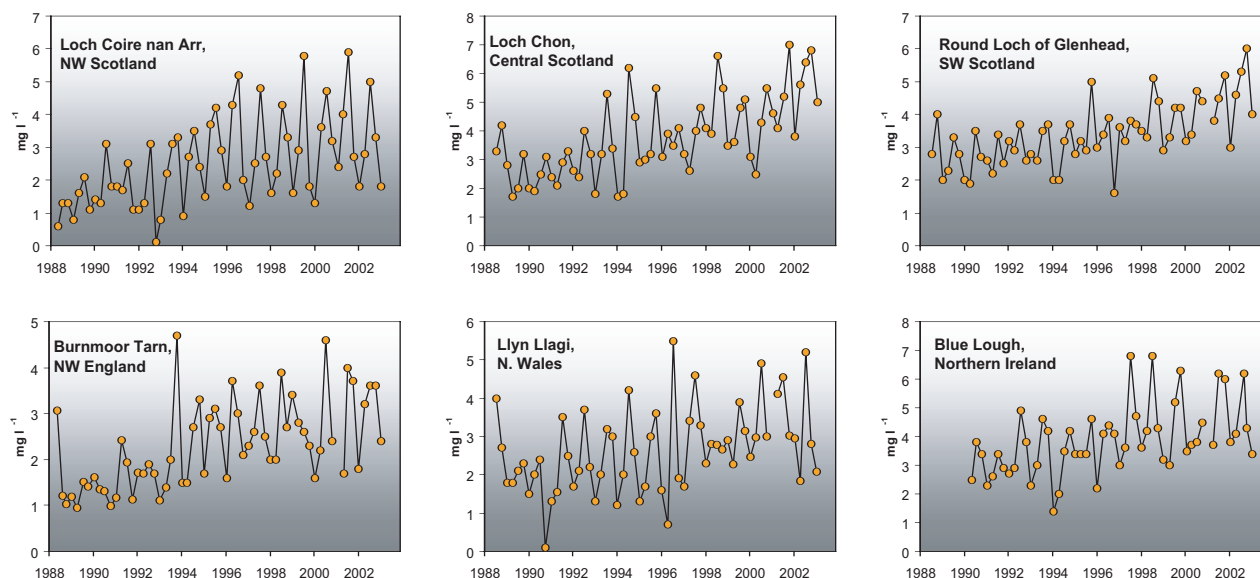 Loch Coire nan Arr,
NW Scotland
mg l⁻¹
7
6
5
4
3
2
1
0
1988 1990 1992 1994 1996 1998 2000 2002
Loch Chon,
Central Scotland
mg l⁻¹
8
7
6
5
4
3
2
1
0
1988 1990 1992 1994 1996 1998 2000 2002
Round Loch of Glenhead,
SW Scotland
mg l⁻¹
7
6
5
4
3
2
1
0
1988 1990 1992 1994 1996 1998 2000 2002
Burnmoor Tarn,
NW England
mg l⁻¹
5
4
3
2
1
0
1988 1990 1992 1994 1996 1998 2000 2002
Llyn Llagi,
N. Wales
mg l⁻¹
6
5
4
3
2
1
0
1988 1990 1992 1994 1996 1998 2000 2002
Blue Lough,
Northern Ireland
mg l⁻¹
8
7
6
5
4
3
2
1
0
1988 1990 1992 1994 1996 1998 2000 2002